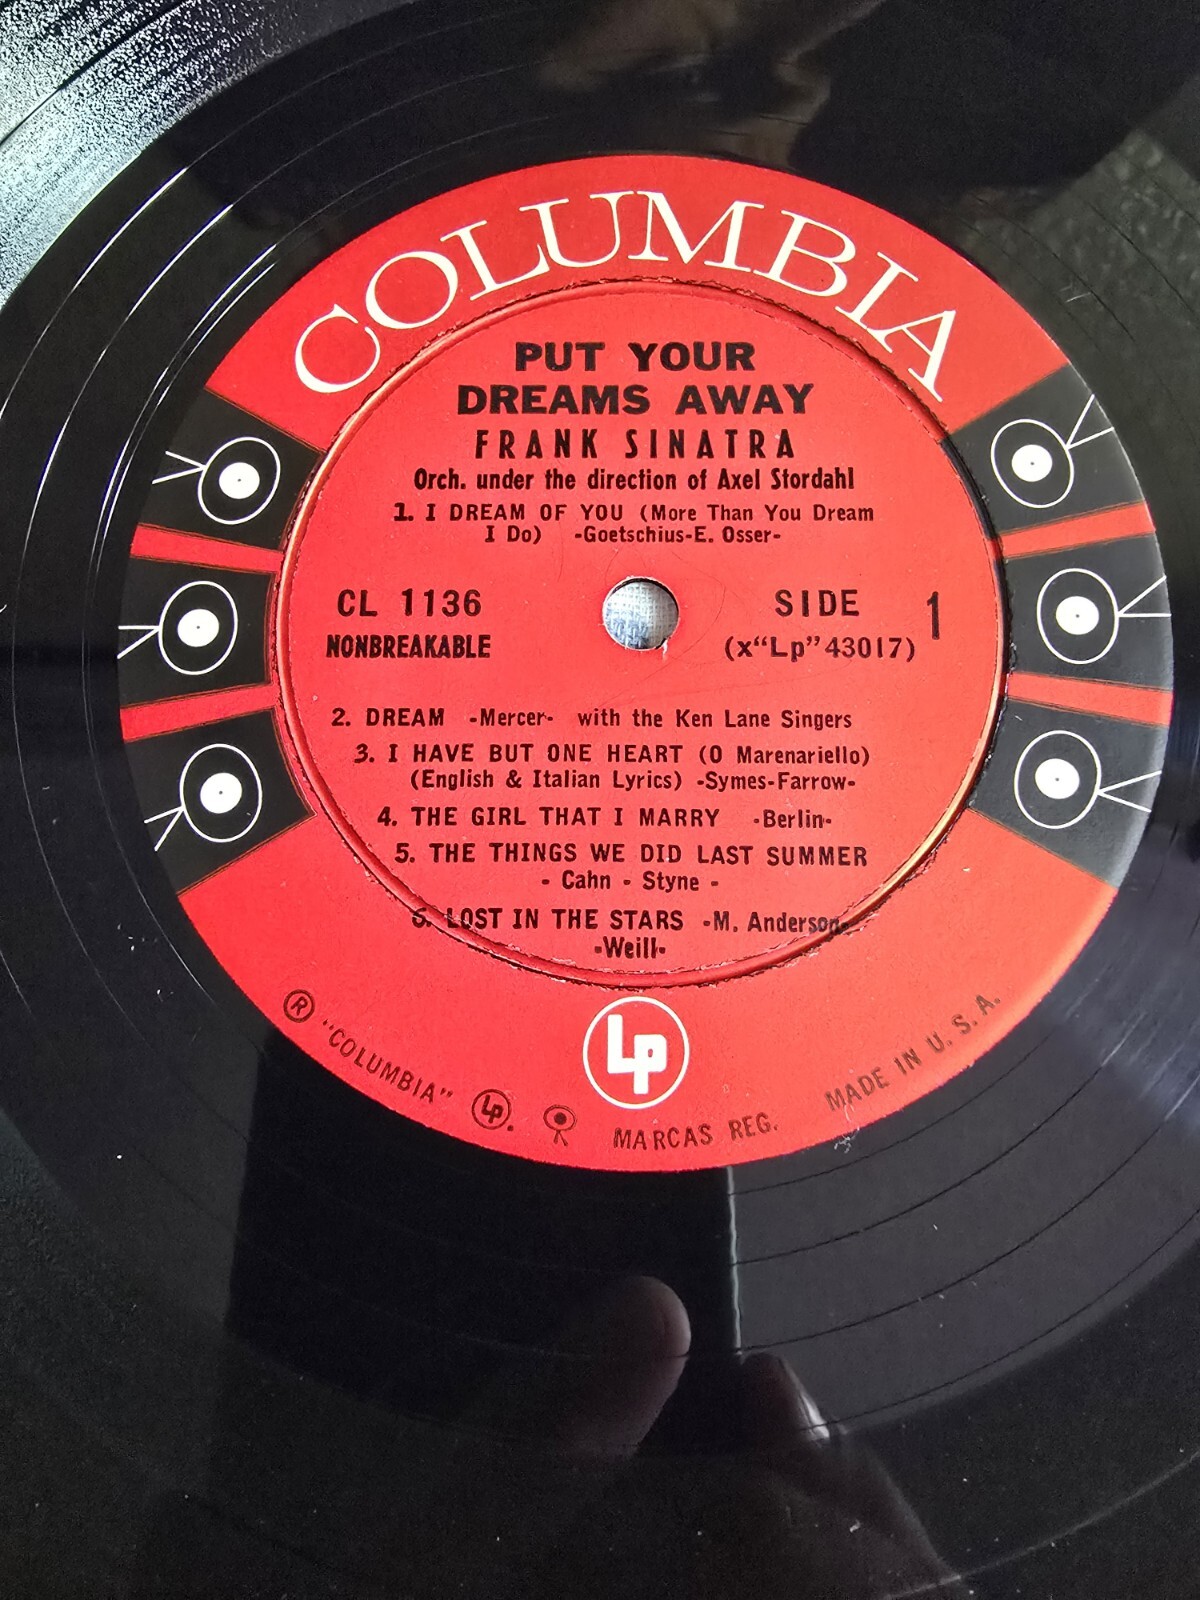 COLUMBIA
PUT YOUR
DREAMS AWAY
FRANK SINATRA
Orch. under the direction of Axel Stordahl
1. I DREAM OF YOU (More Than You Dream
I Do) -Goetschius-E. Osser-
CL 1136
NONBREAKABLE
SIDE 1
(x"Lp"43017)
2. DREAM -Mercer- with the Ken Lane Singers
3. I HAVE BUT ONE HEART (O Marenariello)
(English & Italian Lyrics) -Symes-Farrow-
4. THE GIRL THAT I MARRY -Berlin-
5. THE THINGS WE DID LAST SUMMER
- Cahn - Styne -
6. LOST IN THE STARS -M. Anderson-
-Weill-
Lp
® "COLUMBIA" Lp. MARCAS REG. MADE IN U. S. A.